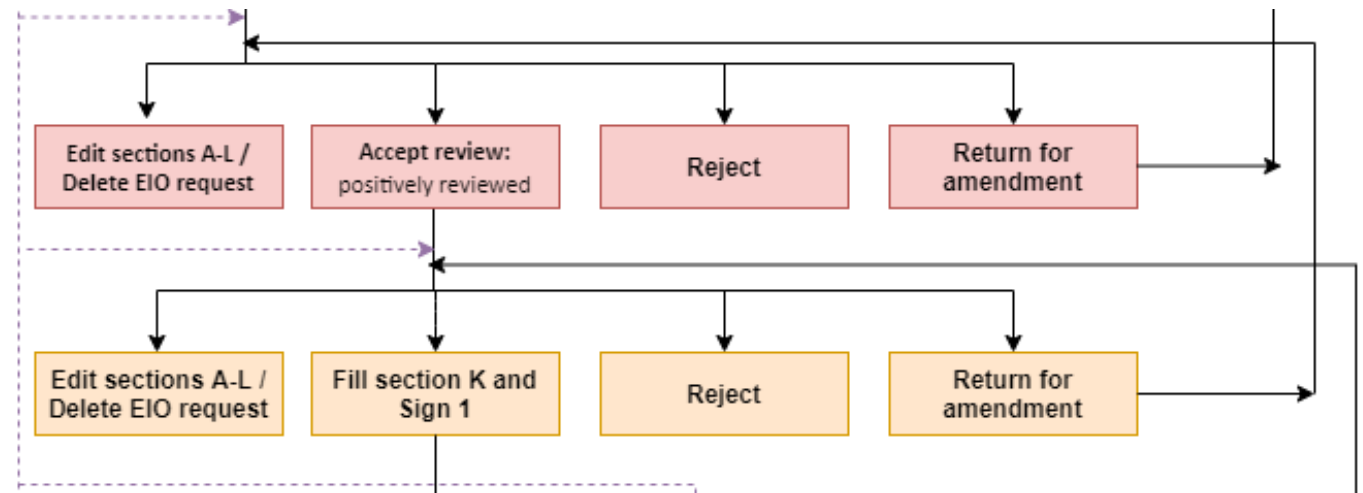 Edit sections A-L /
Delete EIO request
Accept review:
positively reviewed
Reject
Return for
amendment
Edit sections A-L /
Delete EIO request
Fill section K and
Sign 1
Reject
Return for
amendment